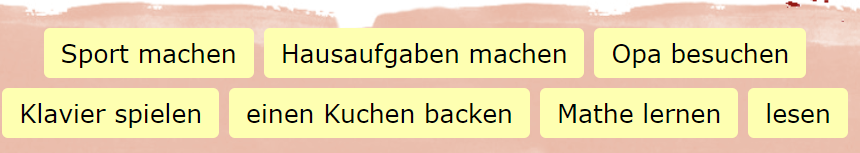 Sport machen Hausaufgaben machen Opa besuchen
Klavier spielen einen Kuchen backen Mathe lernen lesen